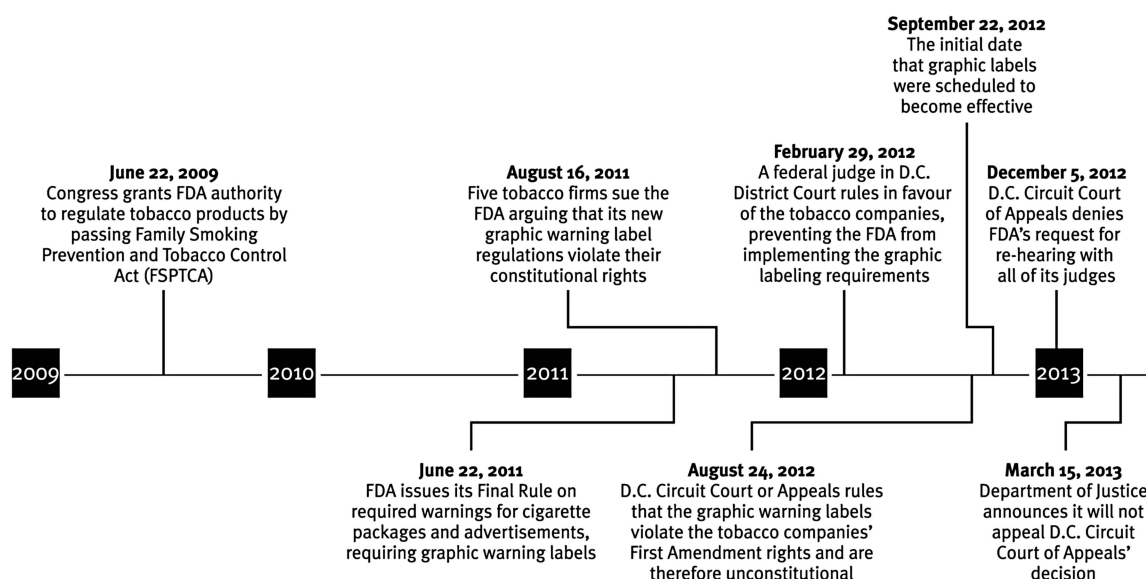 September 22, 2012
The initial date
that graphic labels
were scheduled to
become effective
June 22, 2009
Congress grants FDA authority
to regulate tobacco products by
passing Family Smoking
Prevention and Tobacco Control
Act (FSPTCA)
August 16, 2011
Five tobacco firms sue the
FDA arguing that its new
graphic warning label
regulations violate their
constitutional rights
February 29, 2012
A federal judge in D.C.
District Court rules in favour
of the tobacco companies,
preventing the FDA from
implementing the graphic
labeling requirements
December 5, 2012
D.C. Circuit Court
of Appeals denies
FDA’s request for
re-hearing with
all of its judges
2009
2010
2011
2012
2013
June 22, 2011
FDA issues its Final Rule on
required warnings for cigarette
packages and advertisements,
requiring graphic warning labels
August 24, 2012
D.C. Circuit Court or Appeals rules
that the graphic warning labels
violate the tobacco companies’
First Amendment rights and are
therefore unconstitutional
March 15, 2013
Department of Justice
announces it will not
appeal D.C. Circuit
Court of Appeals’
decision